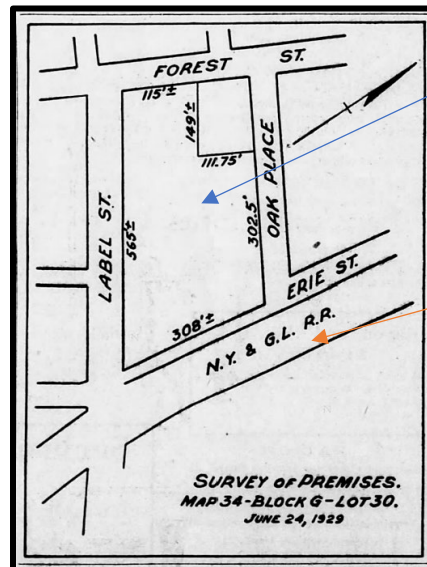 FOREST ST.
115'±
149'±
111.75'
LABEL ST.
565±
302.5'
OAK PLACE
308'±
ERIE ST.
N.Y. & G.L. R.R.
SURVEY OF PREMISES.
MAP 34-BLOCK G-LOT 30.
JUNE 24, 1929